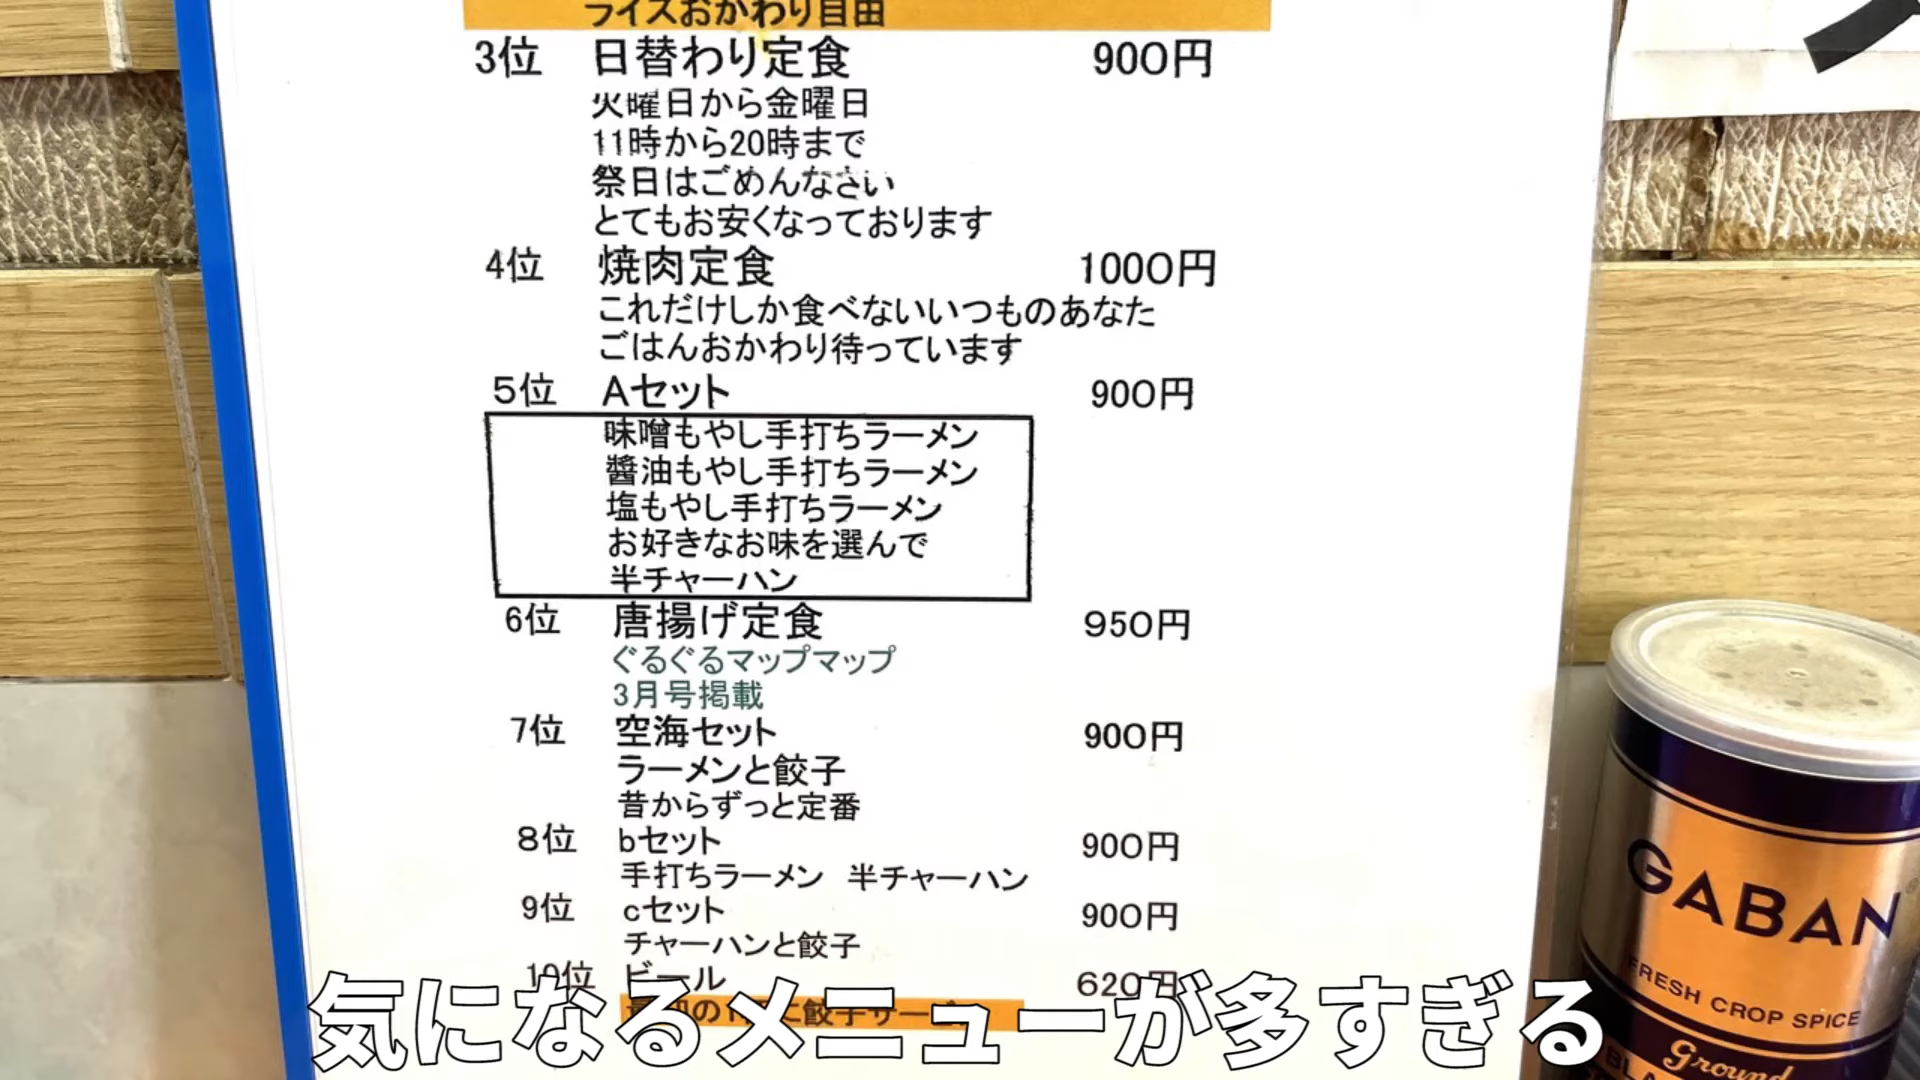 ライスおかわり自由
3位 日替わり定食 900円
火曜日から金曜日
11時から20時まで
祭日はごめんなさい
とてもお安くなっております
4位 焼肉定食 1000円
これだけしか食べないいつものあなた
ごはんおかわり待っています
5位 Aセット 900円
味噌もやし手打ちラーメン
醬油もやし手打ちラーメン
塩もやし手打ちラーメン
お好きなお味を選んで
半チャーハン
6位 唐揚げ定食 950円
ぐるぐるマップマップ
3月号掲載
7位 空海セット 900円
ラーメンと餃子
昔からずっと定番
8位 bセット 900円
手打ちラーメン 半チャーハン
9位 cセット 900円
チャーハンと餃子
10位 ビール 620円
気になるメニューが多すぎる
GABAN
FRESH CROP SPICE
Ground